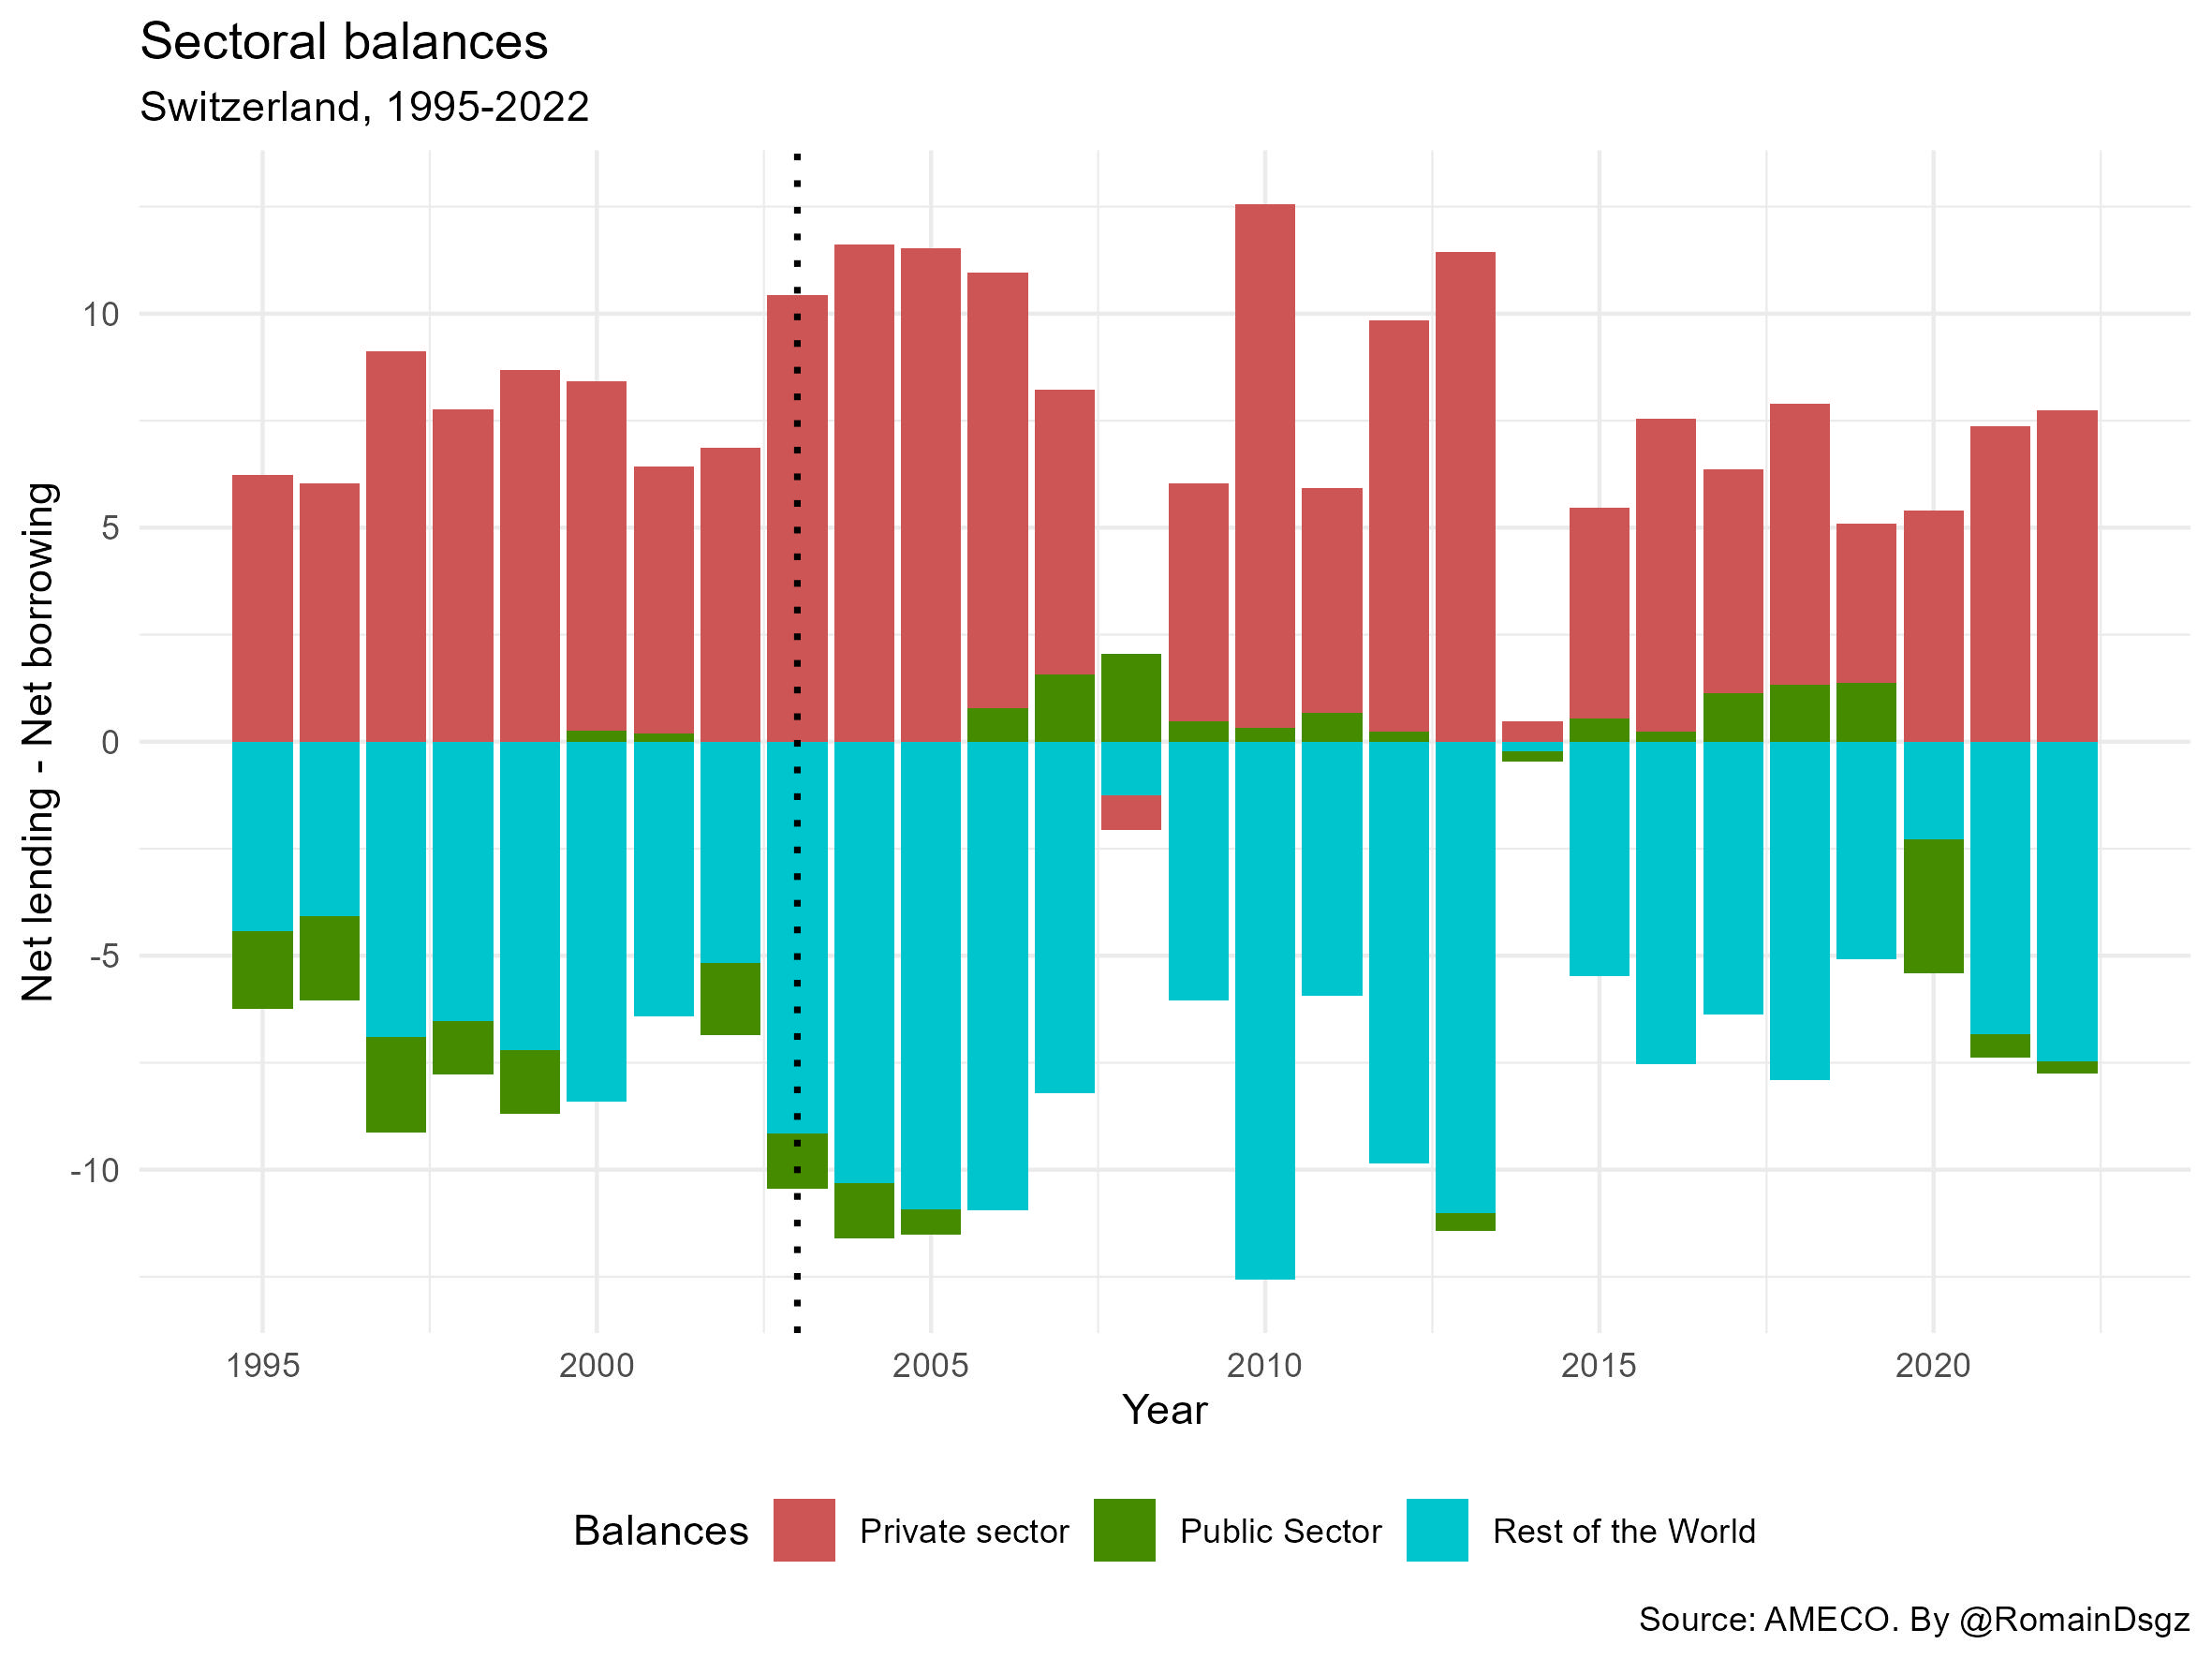 Sectoral balances
Switzerland, 1995-2022
Net lending - Net borrowing
10
5
0
-5
-10
1995 2000 2005 2010 2015 2020
Year
Balances Private sector Public Sector Rest of the World
Source: AMECO. By @RomainDsgz